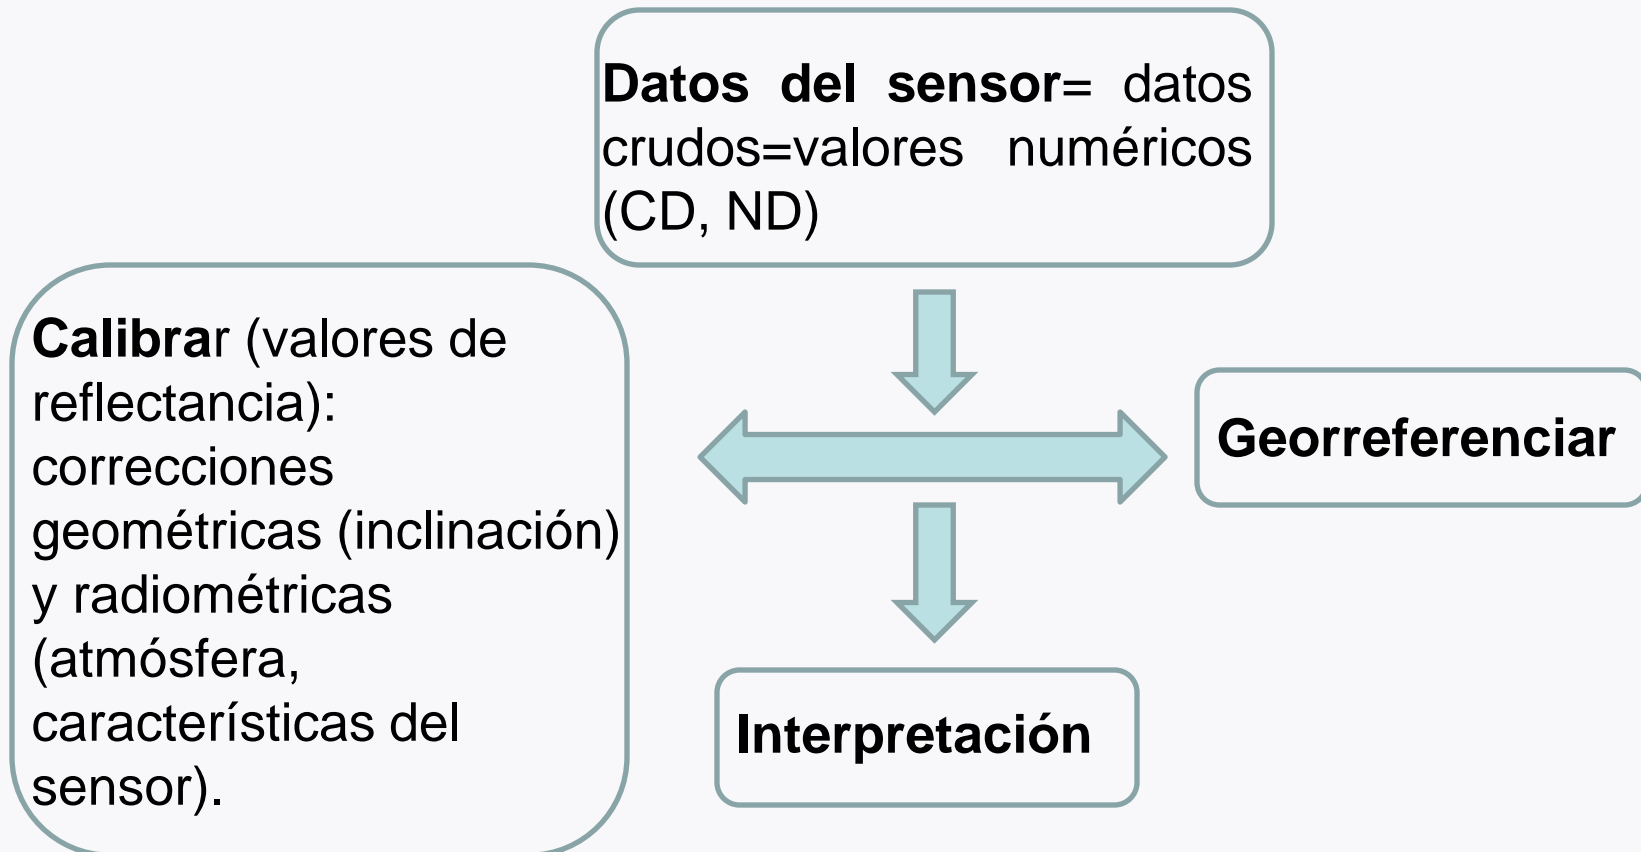 Datos del sensor= datos
crudos=valores numéricos
(CD, ND)
Calibrar (valores de
reflectancia):
correcciones
geométricas (inclinación)
y radiométricas
(atmósfera,
características del
sensor).
Georreferenciar
Interpretación